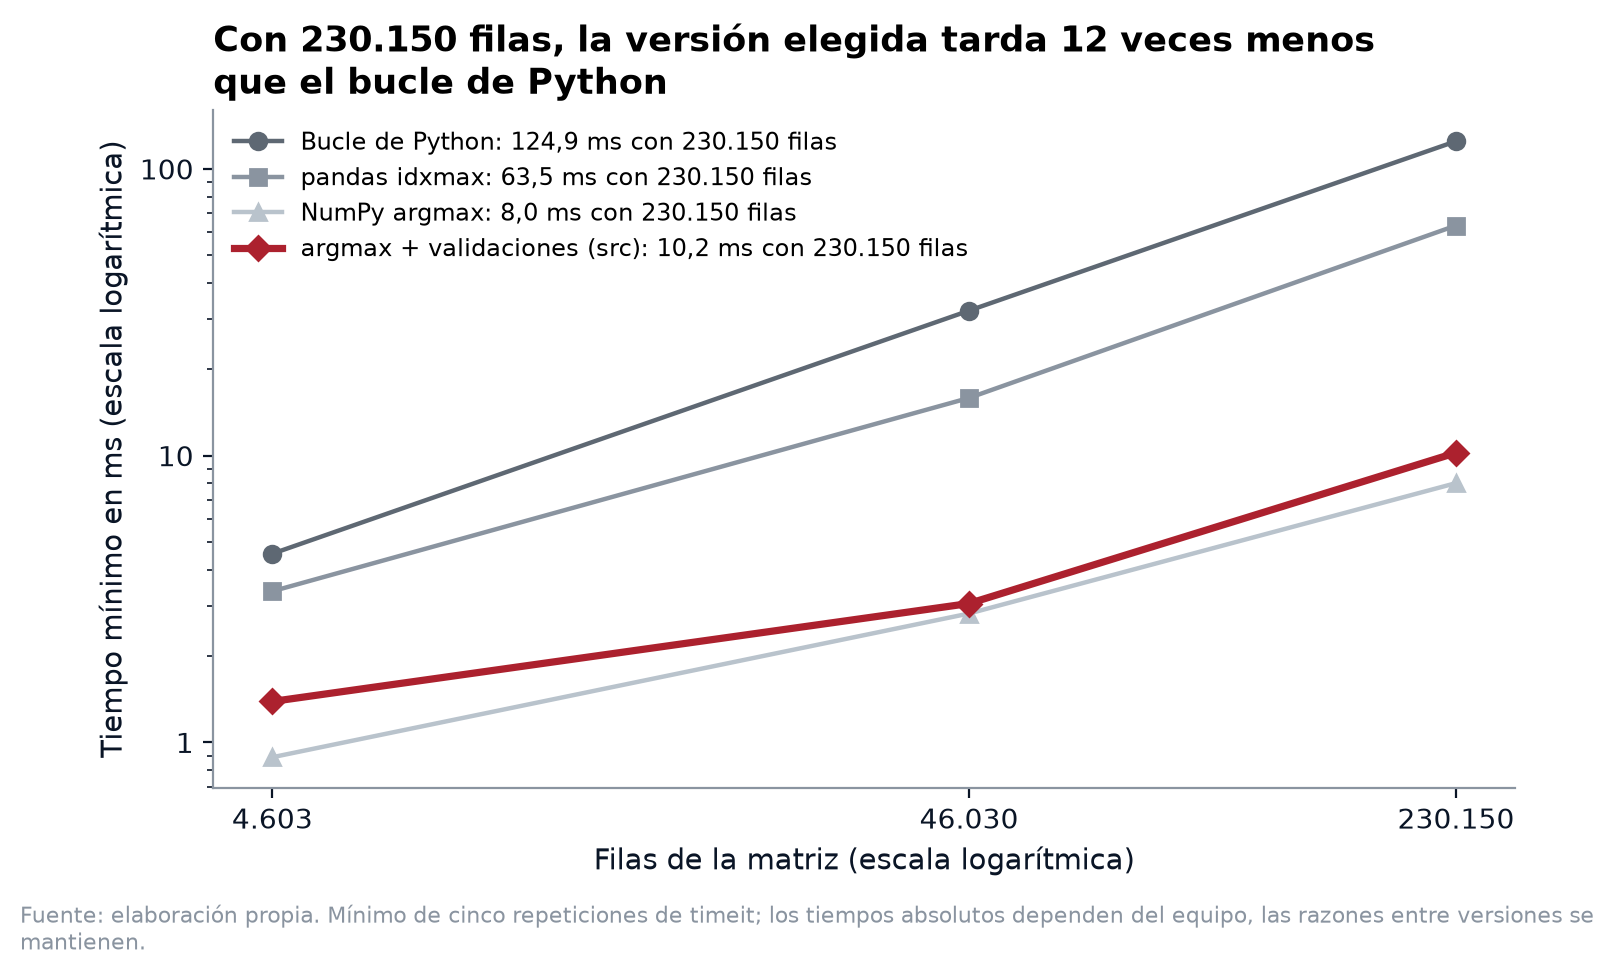 Con 230.150 filas, la versión elegida tarda 12 veces menos
que el bucle de Python
Bucle de Python: 124,9 ms con 230.150 filas
pandas idxmax: 63,5 ms con 230.150 filas
NumPy argmax: 8,0 ms con 230.150 filas
argmax + validaciones (src): 10,2 ms con 230.150 filas
Tiempo mínimo en ms (escala logarítmica)
100
10
1
4.603
46.030
230.150
Filas de la matriz (escala logarítmica)
Fuente: elaboración propia. Mínimo de cinco repeticiones de timeit; los tiempos absolutos dependen del equipo, las razones entre versiones se
mantienen.